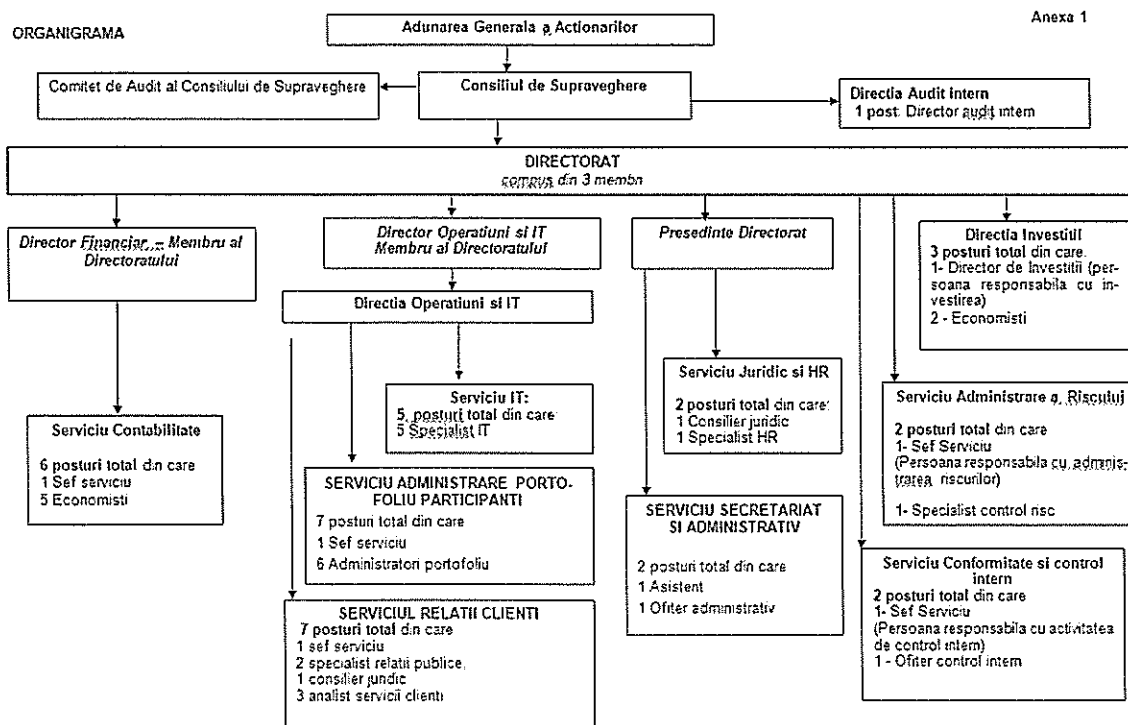 Anexa 1
ORGANIGRAMA
Adunarea Generala a Actionarilor
Comitet de Audit al Consiliului de Supraveghere
Consiliul de Supraveghere
Directia Audit Intern
1 post: Director audit intern
DIRECTORAT
compus din 3 membri
Director Financiar – Membru al
Directoratului
Director Operatiuni si IT
Membru al Directoratului
Presedinte Directorat
Directia Investitii
3 posturi total din care:
1- Director de Investitii (per-
soana responsabila cu in-
vestirea)
2 - Economisti
Directia Operatiuni si IT
Serviciu Contabilitate
6 posturi total din care
1 Sef serviciu
5 Economisti
Serviciu IT:
5 posturi total din care:
5 Specialist IT
SERVICIU ADMINISTRARE PORTO-
FOLIU PARTICIPANTI
7 posturi total din care
1 Sef serviciu
6 Administratori portofoliu
SERVICIUL RELATII CLIENTI
7 posturi total din care
1 sef serviciu
2 specialist relatii publice,
1 consilier juridic
3 analist servicii clienti
Serviciu Juridic si HR
2 posturi total din care:
1 Consilier juridic
1 Specialist HR
SERVICIU SECRETARIAT
SI ADMINISTRATIV
2 posturi total din care
1 Asistent
1 Ofiter administrativ
Serviciu Administrare a Riscului
2 posturi total din care
1- Sef Serviciu
(Persoana responsabila cu adminis-
trarea riscurilor)
1- Specialist control risc
Serviciu Conformitate si control
intern
2 posturi total din care
1- Sef Serviciu
(Persoana responsabila cu activitatea
de control intern)
1 - Ofiter control intern